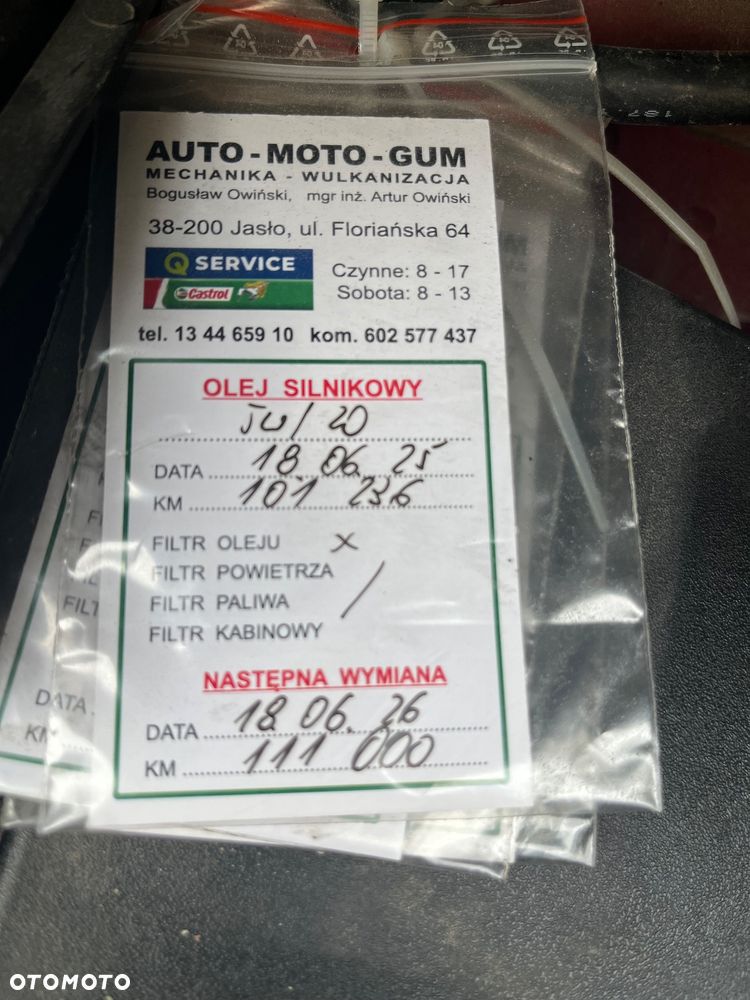 AUTO - MOTO - GUM
MECHANIKA - WULKANIZACJA
Bogusław Owiński, mgr inż. Artur Owiński
38-200 Jasło, ul. Floriańska 64
Q SERVICE
Castrol
Czynne: 8 - 17
Sobota: 8 - 13
tel. 13 44 659 10 kom. 602 577 437
OLEJ SILNIKOWY
5W/20
DATA 18 06. 25
KM 101 236
FILTR OLEJU x
FILTR POWIETRZA
FILTR PALIWA /
FILTR KABINOWY
NASTĘPNA WYMIANA
DATA 18 06. 26
KM 111 000
DATA
KM
OTOMOTO